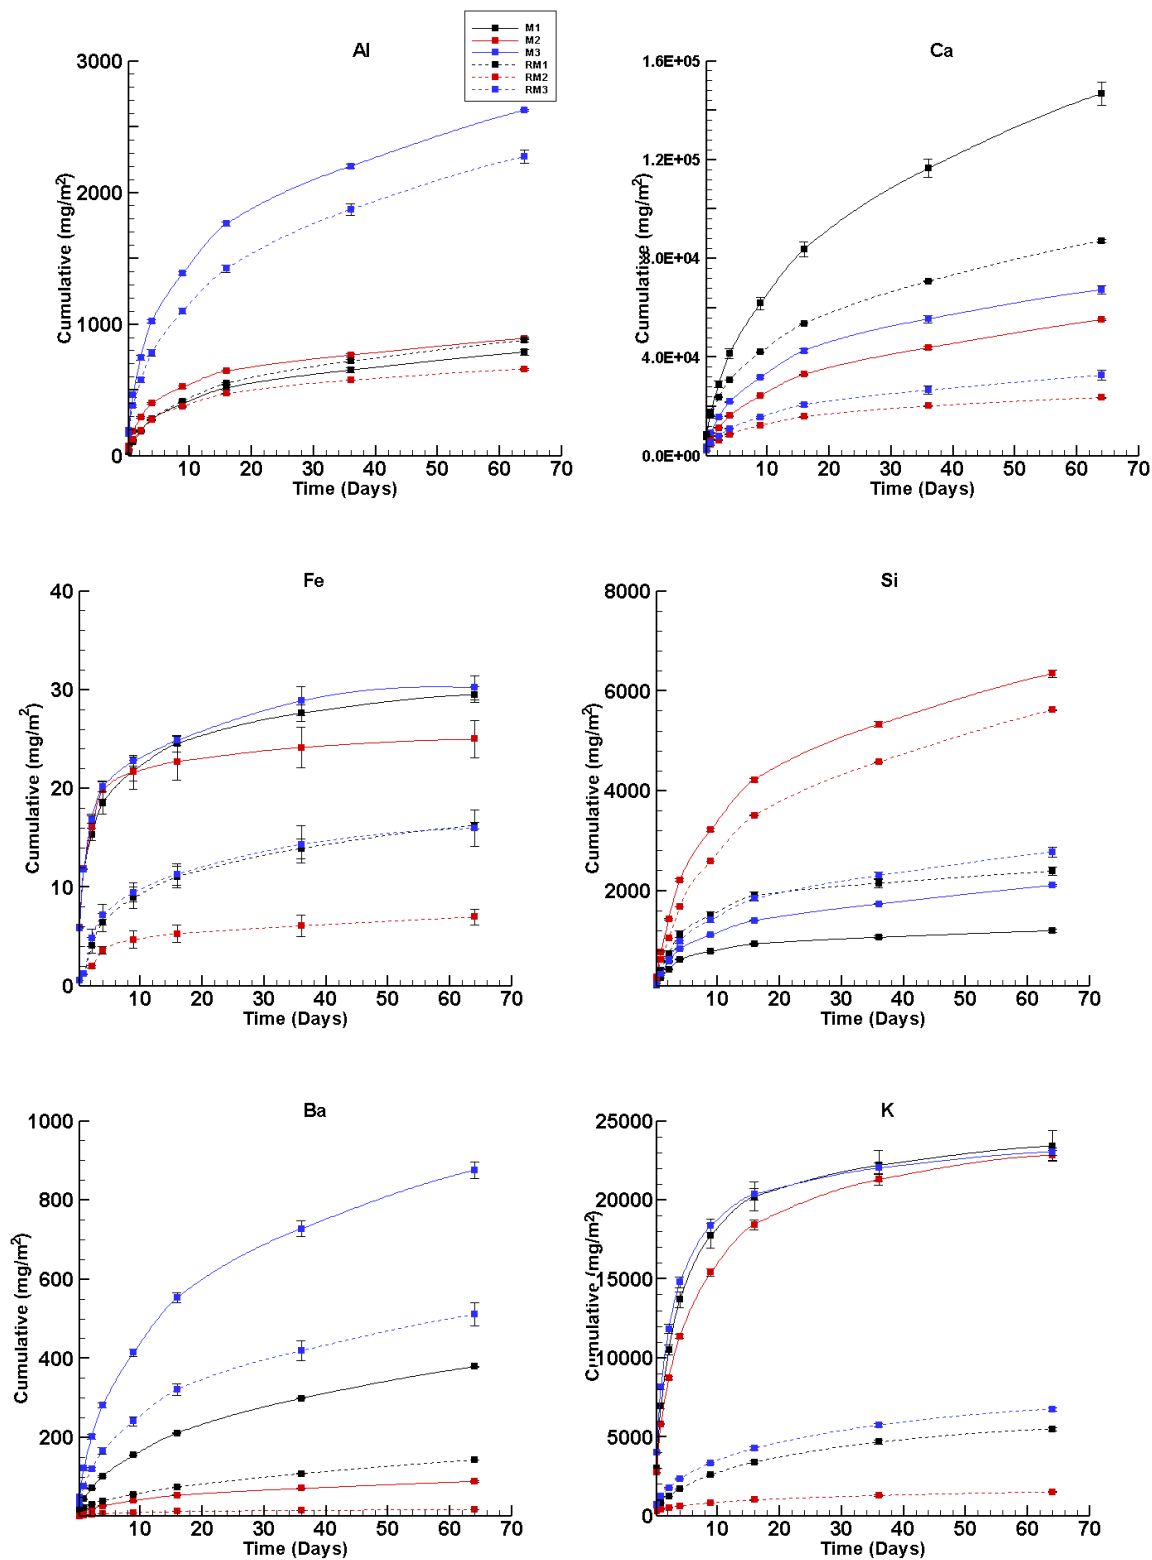 M1
M2
M3
RM1
RM2
RM3
Al
Cumulative (mg/m²)
3000
2000
1000
0
10 20 30 40 50 60 70
Time (Days)
Ca
Cumulative (mg/m²)
1.6E+05
1.2E+05
8.0E+04
4.0E+04
0.0E+00
10 20 30 40 50 60 70
Time (Days)
Fe
Cumulative (mg/m²)
40
30
20
10
0
10 20 30 40 50 60 70
Time (Days)
Si
Cumulative (mg/m²)
8000
6000
4000
2000
0
10 20 30 40 50 60 70
Time (Days)
Ba
Cumulative (mg/m²)
1000
800
600
400
200
10 20 30 40 50 60 70
Time (Days)
K
Cumulative (mg/m²)
25000
20000
15000
10000
5000
0
10 20 30 40 50 60 70
Time (Days)